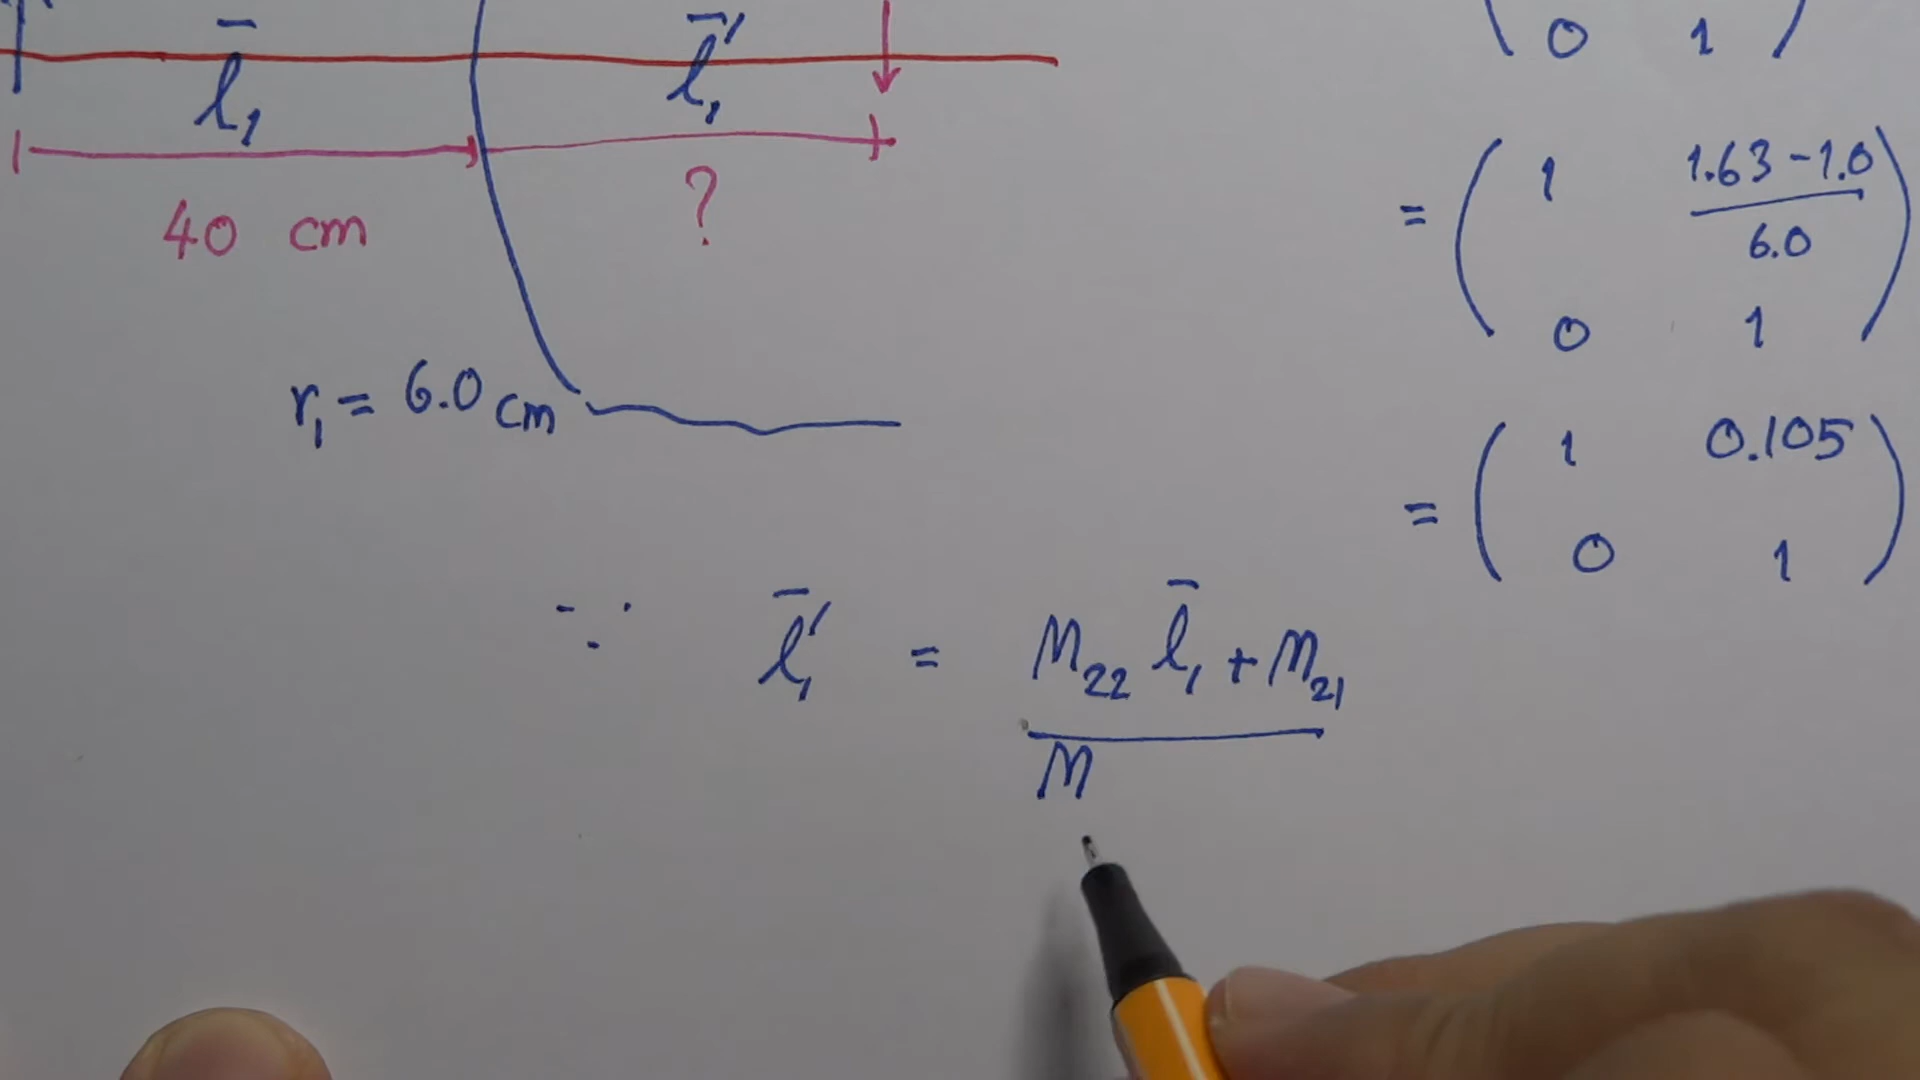 l̄₁ l̄₁′
40 cm ?
r₁ = 6.0 cm
0 1
= ( 1 (1.63 - 1.0)/6.0
0 1 )
= ( 1 0.105
0 1 )
∵ l̄₁′ = M₂₂ l̄₁ + M₂₁
M